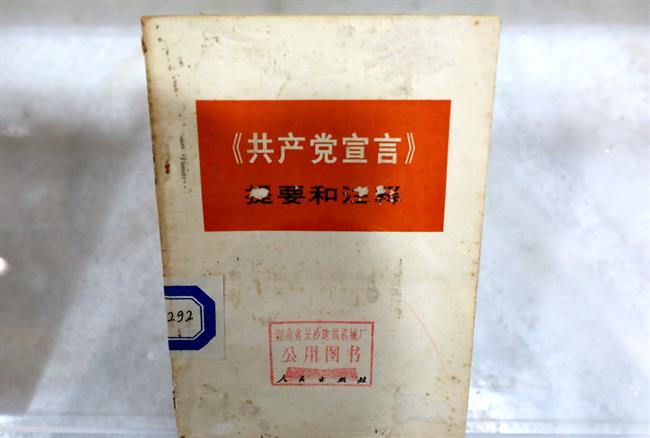 《共产党宣言》
提要和注释
292
湖南省长沙建筑机械厂
公用图书
人民出版社